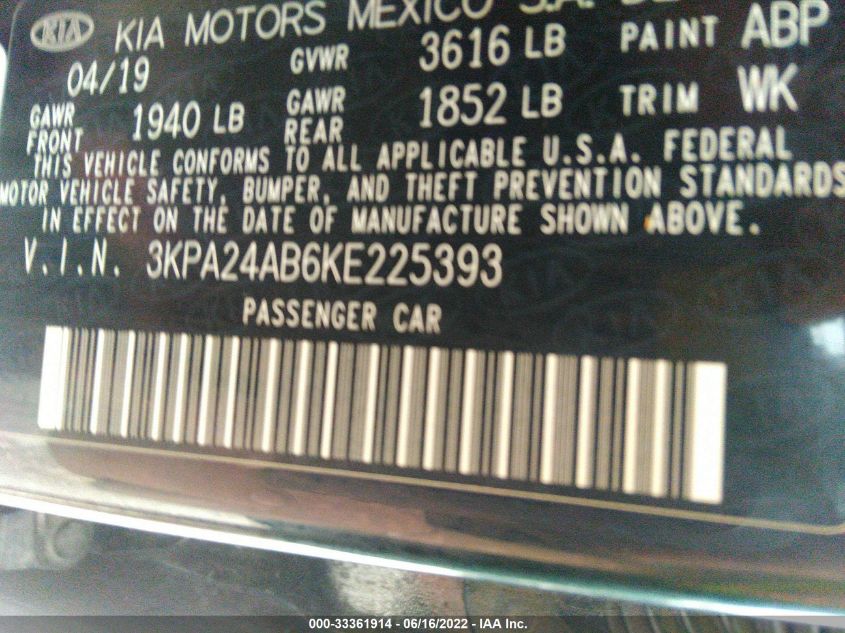 KIA KIA MOTORS MEXICO S.A. DE
04/19 GVWR 3616 LB PAINT ABP
GAWR FRONT 1940 LB GAWR REAR 1852 LB TRIM WK
THIS VEHICLE CONFORMS TO ALL APPLICABLE U.S.A. FEDERAL
MOTOR VEHICLE SAFETY, BUMPER, AND THEFT PREVENTION STANDARDS
IN EFFECT ON THE DATE OF MANUFACTURE SHOWN ABOVE.
V.I.N. 3KPA24AB6KE225393
PASSENGER CAR
000-33361914 - 06/16/2022 - IAA Inc.